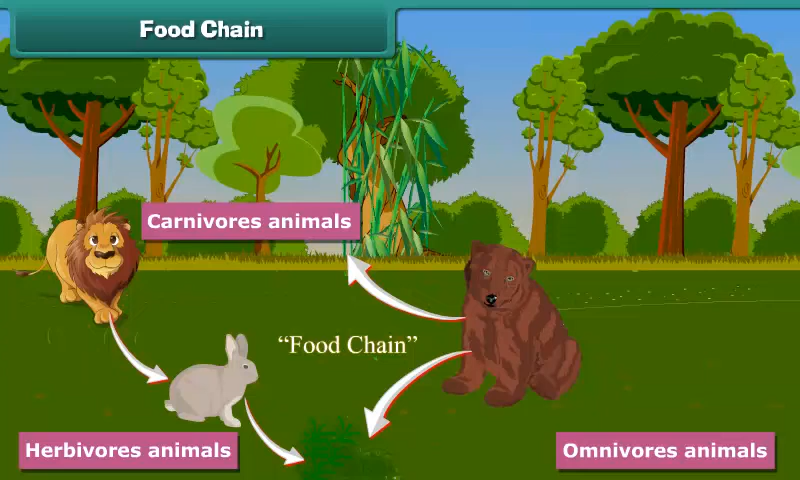 Food Chain
Carnivores animals
“Food Chain”
Herbivores animals
Omnivores animals